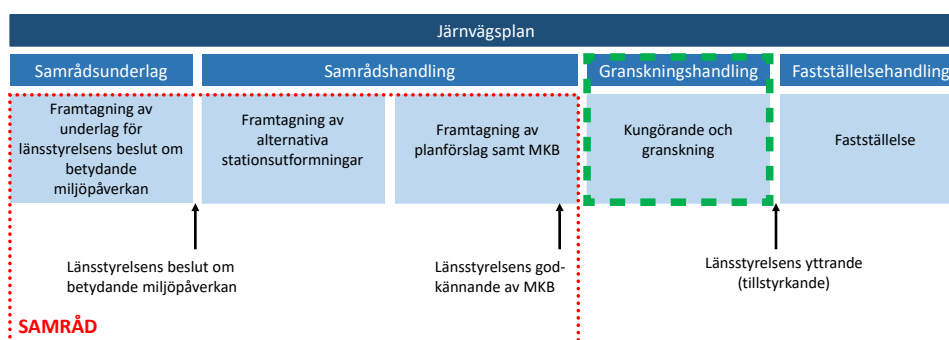 Järnvägsplan
Samrådsunderlag
Samrådshandling
Granskningshandling
Fastställelsehandling
Framtagning av
underlag för
länsstyrelsens beslut om
betydande
miljöpåverkan
Framtagning av
alternativa
stationsutformningar
Framtagning av
planförslag samt MKB
Kungörande och
granskning
Fastställelse
Länsstyrelsens beslut om
betydande miljöpåverkan
Länsstyrelsens god-
kännande av MKB
Länsstyrelsens yttrande
(tillstyrkande)
SAMRÅD